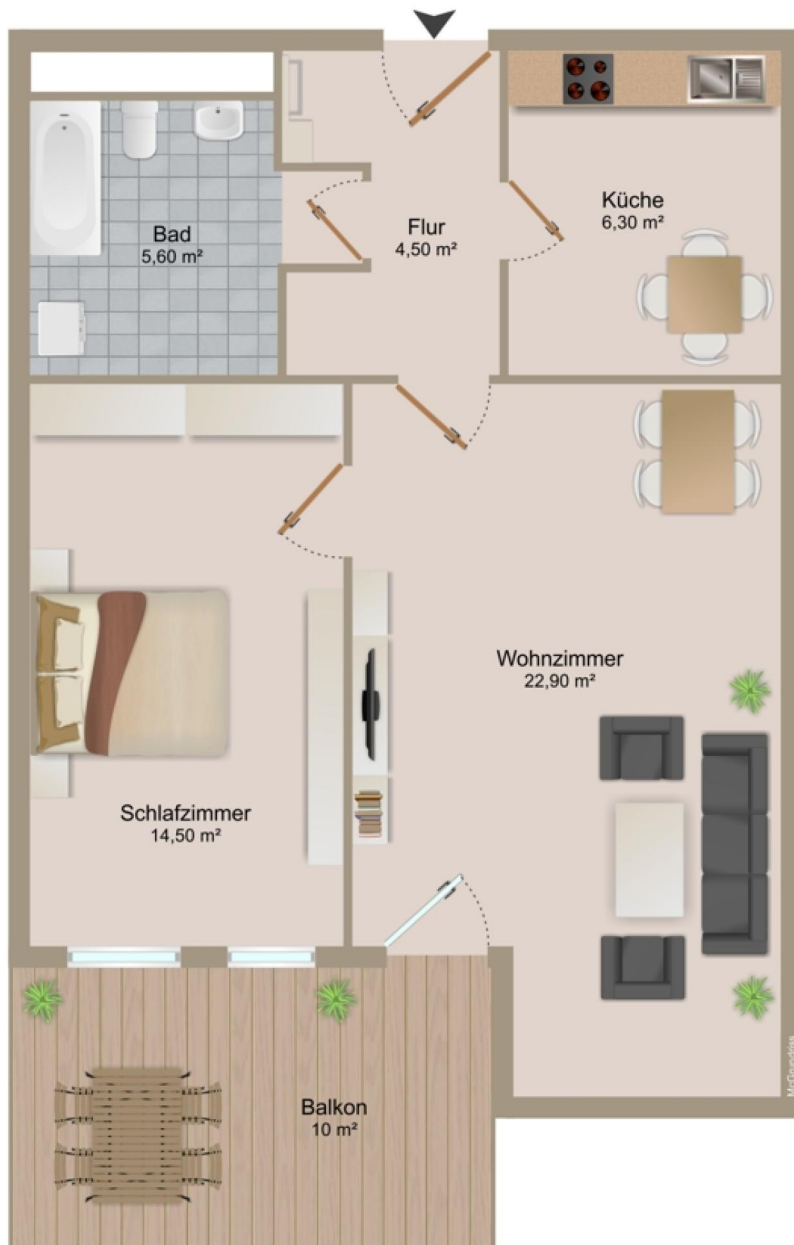 Küche
6,30 m²
Flur
4,50 m²
Bad
5,60 m²
Wohnzimmer
22,90 m²
Schlafzimmer
14,50 m²
Balkon
10 m²
McGrundriss